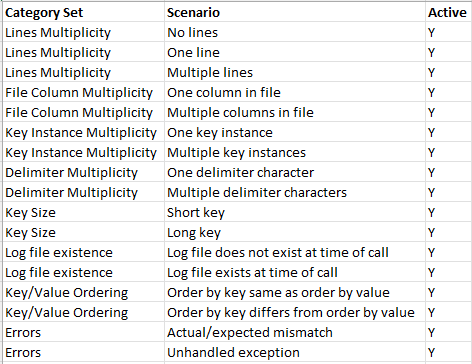 Category Set Scenario Active
Lines Multiplicity No lines Y
Lines Multiplicity One line Y
Lines Multiplicity Multiple lines Y
File Column Multiplicity One column in file Y
File Column Multiplicity Multiple columns in file Y
Key Instance Multiplicity One key instance Y
Key Instance Multiplicity Multiple key instances Y
Delimiter Multiplicity One delimiter character Y
Delimiter Multiplicity Multiple delimiter characters Y
Key Size Short key Y
Key Size Long key Y
Log file existence Log file does not exist at time of call Y
Log file existence Log file exists at time of call Y
Key/Value Ordering Order by key same as order by value Y
Key/Value Ordering Order by key differs from order by value Y
Errors Actual/expected mismatch Y
Errors Unhandled exception Y